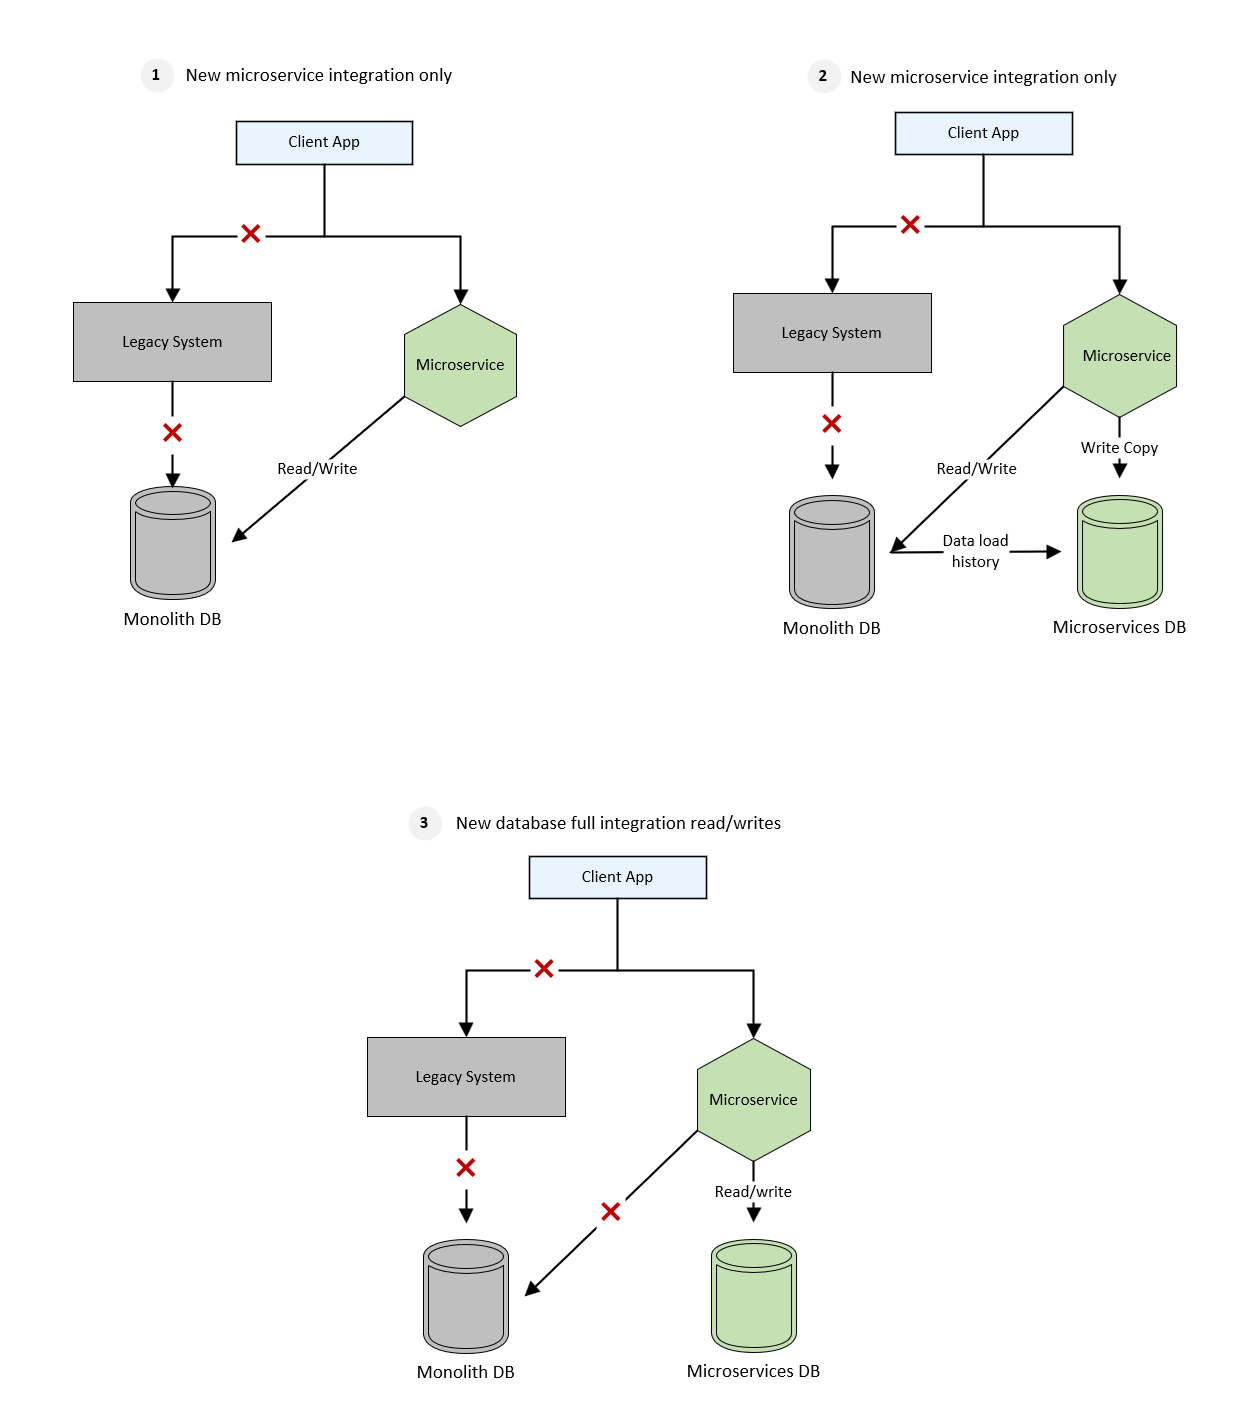 1 New microservice integration only
Client App
Legacy System
Microservice
Read/Write
Monolith DB
2 New microservice integration only
Client App
Legacy System
Microservice
Write Copy
Read/Write
Data load
history
Monolith DB
Microservices DB
3 New database full integration read/writes
Client App
Legacy System
Microservice
Read/write
Monolith DB
Microservices DB